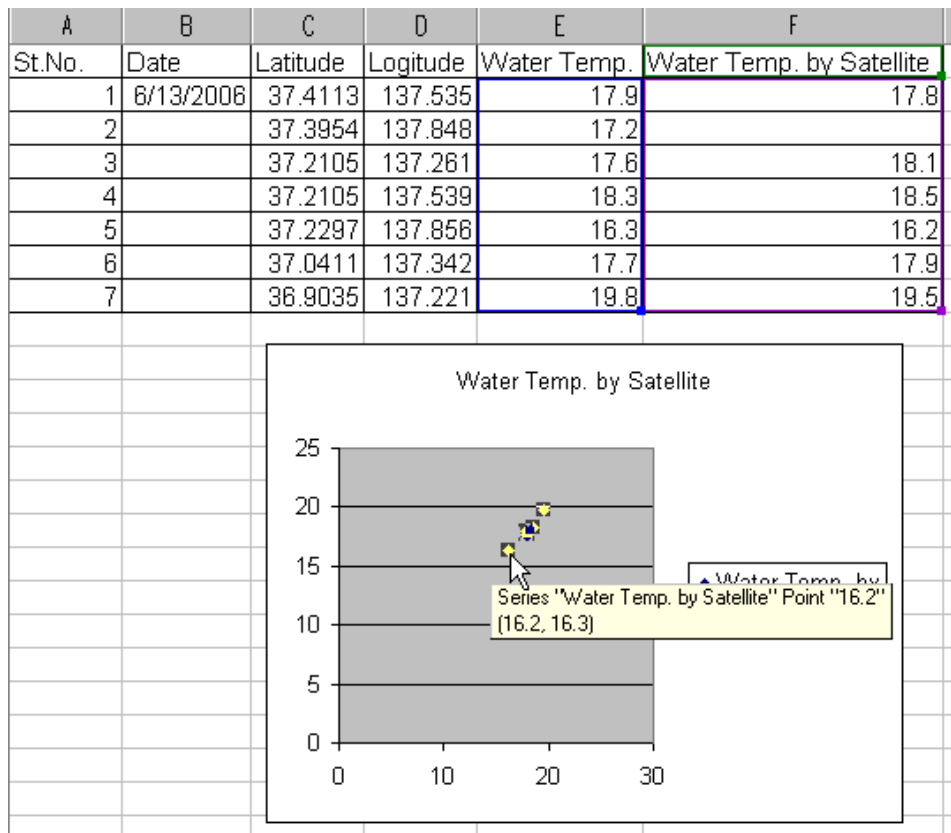 A B C D E F
St.No. Date Latitude Logitude Water Temp. Water Temp. by Satellite
1 6/13/2006 37.4113 137.535 17.9 17.8
2 37.3954 137.848 17.2
3 37.2105 137.261 17.6 18.1
4 37.2105 137.539 18.3 18.5
5 37.2297 137.856 16.3 16.2
6 37.0411 137.342 17.7 17.9
7 36.9035 137.221 19.8 19.5
Water Temp. by Satellite
25
20
15
10
5
0
0 10 20 30
Water Temp. by
Series "Water Temp. by Satellite" Point "16.2"
(16.2, 16.3)